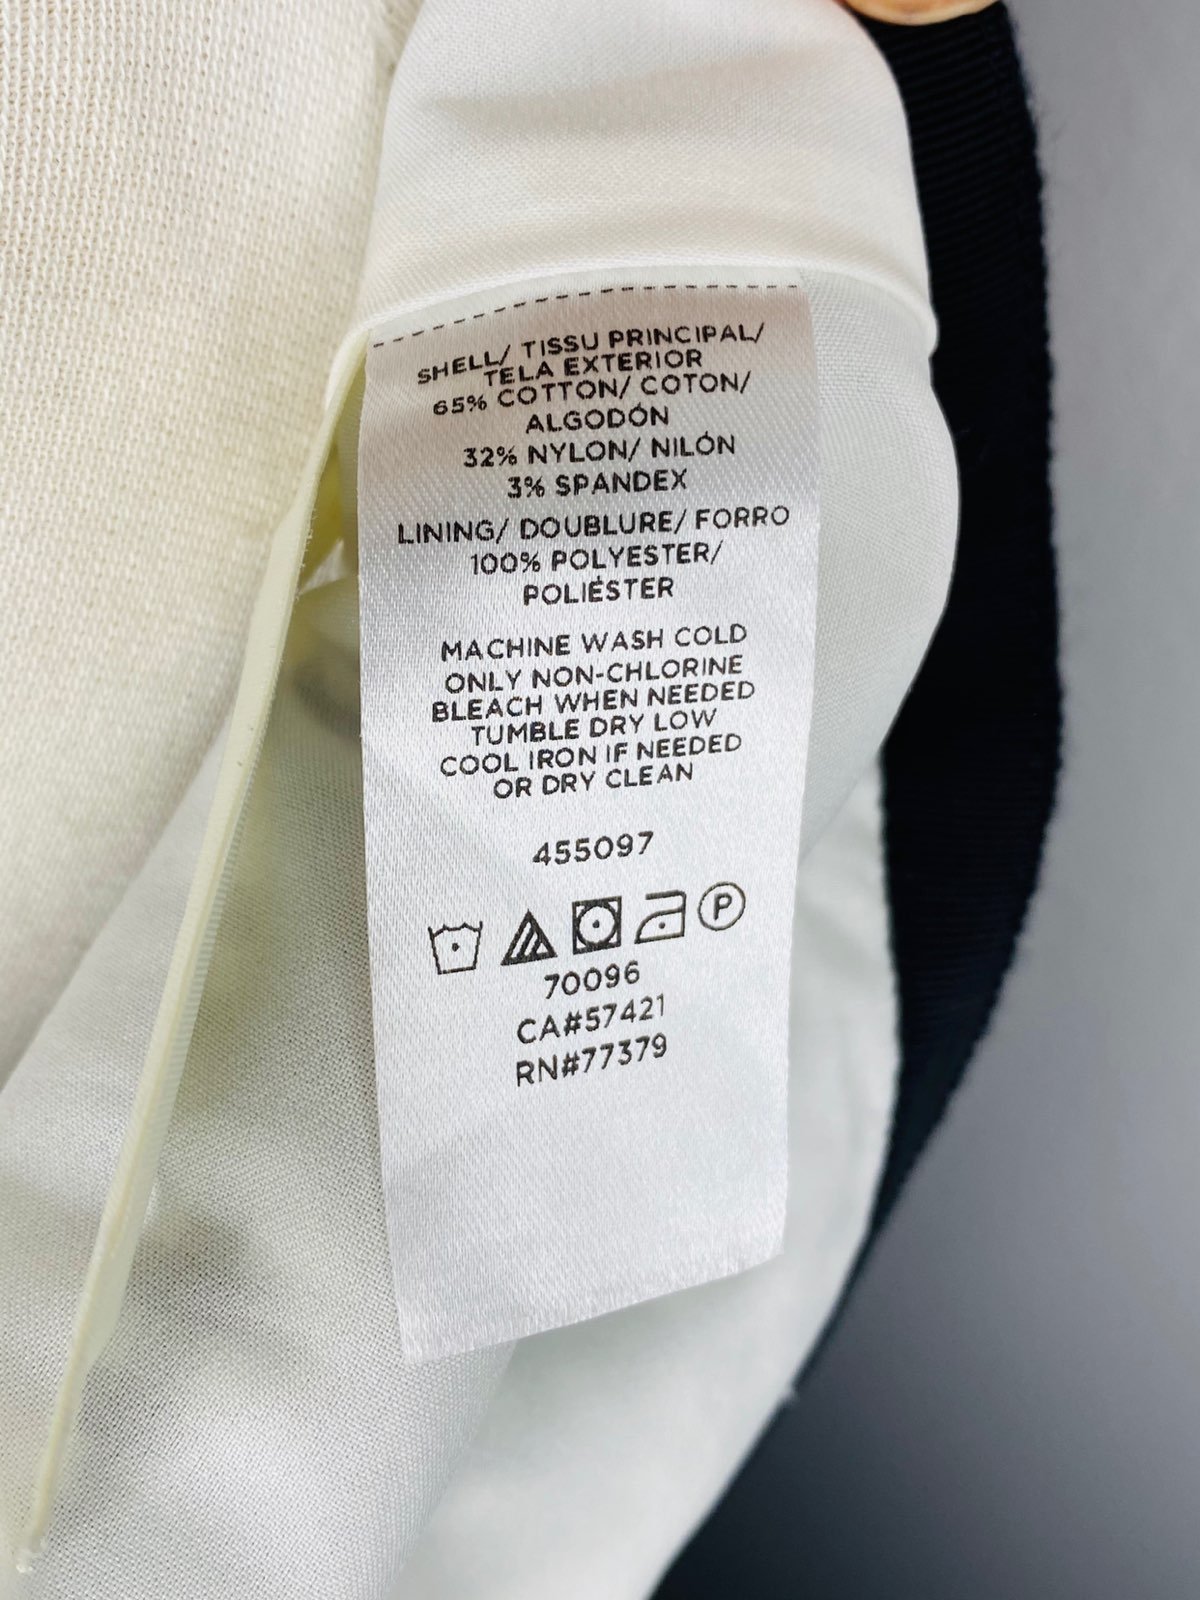 SHELL/ TISSU PRINCIPAL/
TELA EXTERIOR
65% COTTON/ COTON/
ALGODÓN
32% NYLON/ NILÓN
3% SPANDEX
LINING/ DOUBLURE/ FORRO
100% POLYESTER/
POLIÉSTER
MACHINE WASH COLD
ONLY NON-CHLORINE
BLEACH WHEN NEEDED
TUMBLE DRY LOW
COOL IRON IF NEEDED
OR DRY CLEAN
455097
P
70096
CA#57421
RN#77379